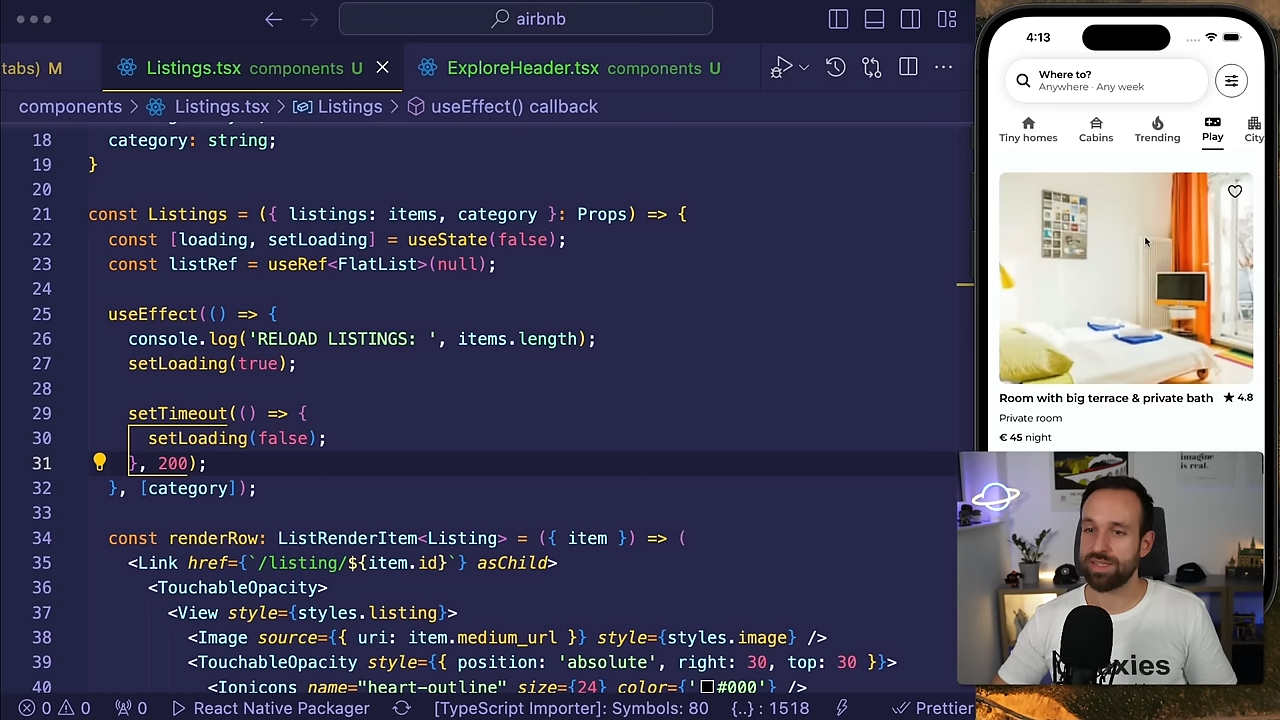 airbnb
tabs) M
Listings.tsx components U
ExploreHeader.tsx components U
components > Listings.tsx > Listings > useEffect() callback
18 category: string;
19 }
20
21 const Listings = ({ listings: items, category }: Props) => {
22 const [loading, setLoading] = useState(false);
23 const listRef = useRef<FlatList>(null);
24
25 useEffect(() => {
26 console.log('RELOAD LISTINGS: ', items.length);
27 setLoading(true);
28
29 setTimeout(() => {
30 setLoading(false);
31 }, 200);
32 }, [category]);
33
34 const renderRow: ListRenderItem<Listing> = ({ item }) => (
35 <Link href={`/listing/${item.id}`} asChild>
36 <TouchableOpacity>
37 <View style={styles.listing}>
38 <Image source={{ uri: item.medium_url }} style={styles.image} />
39 <TouchableOpacity style={{ position: 'absolute', right: 30, top: 30 }}>
40 <Ionicons name="heart-outline" size={24} color={'#000'} />
0 0 0 React Native Packager [TypeScript Importer]: Symbols: 80 {..} : 1518 Prettier
4:13
Where to?
Anywhere · Any week
Tiny homes Cabins Trending Play City
Room with big terrace & private bath ★ 4.8
Private room
€ 45 night
imagine
is real.